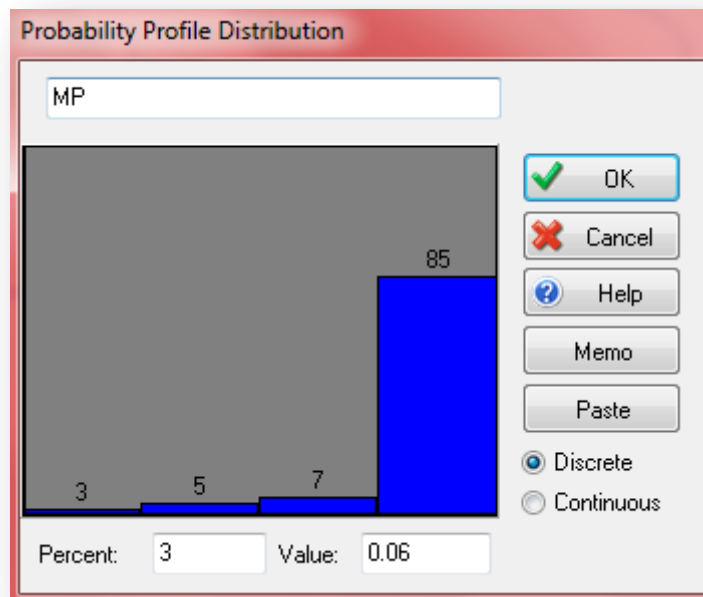 Probability Profile Distribution
MP
OK
Cancel
Help
Memo
Paste
Discrete
Continuous
85
3 5 7
Percent: 3 Value: 0.06